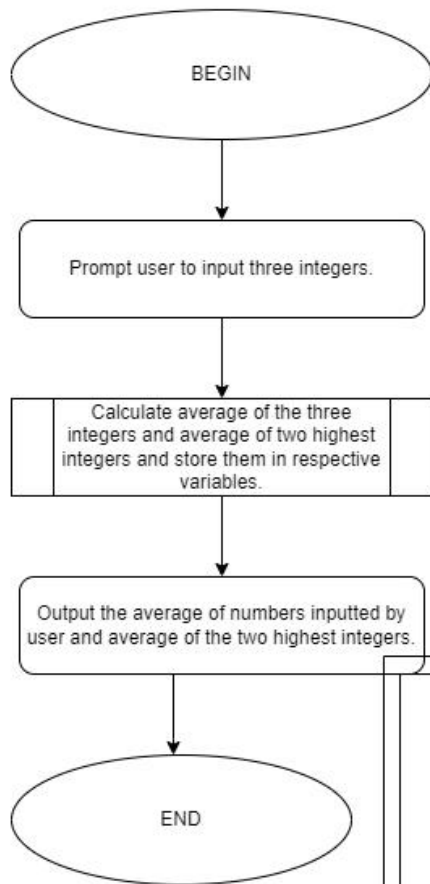 BEGIN
Prompt user to input three integers.
Calculate average of the three
integers and average of two highest
integers and store them in respective
variables.
Output the average of numbers inputted by
user and average of the two highest integers.
END